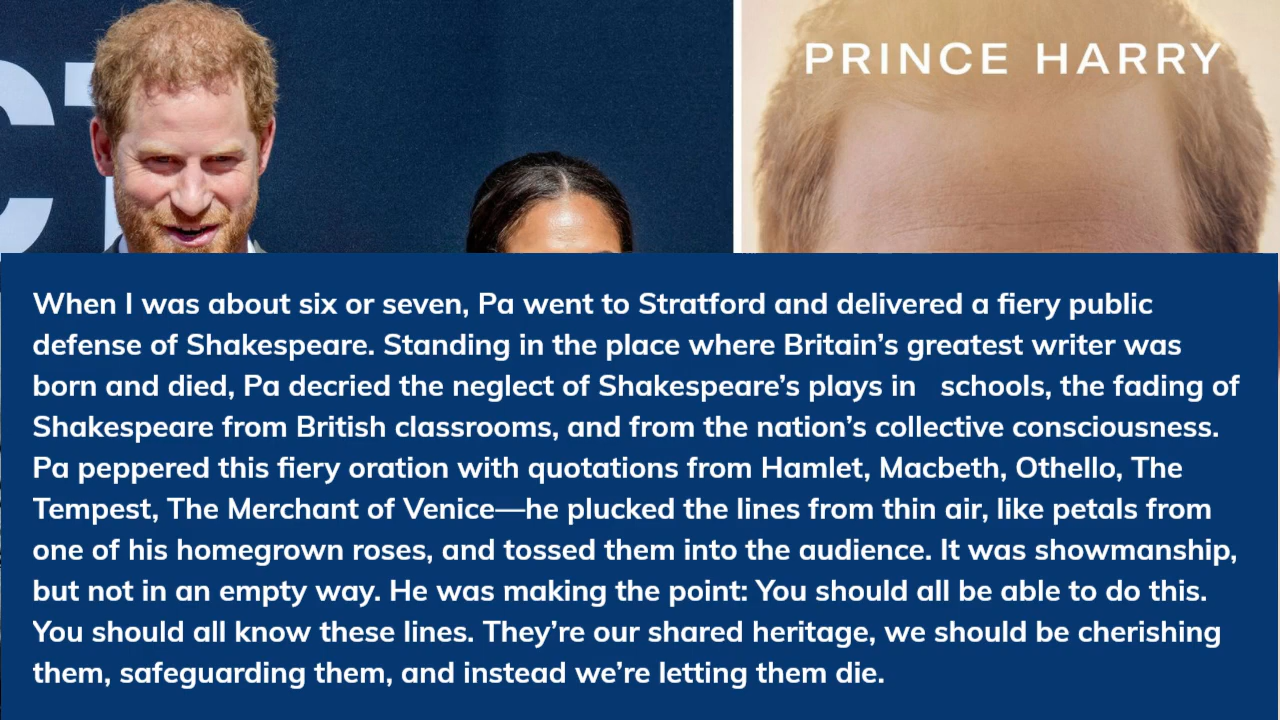 CT
PRINCE HARRY
When I was about six or seven, Pa went to Stratford and delivered a fiery public
defense of Shakespeare. Standing in the place where Britain’s greatest writer was
born and died, Pa decried the neglect of Shakespeare’s plays in schools, the fading of
Shakespeare from British classrooms, and from the nation’s collective consciousness.
Pa peppered this fiery oration with quotations from Hamlet, Macbeth, Othello, The
Tempest, The Merchant of Venice—he plucked the lines from thin air, like petals from
one of his homegrown roses, and tossed them into the audience. It was showmanship,
but not in an empty way. He was making the point: You should all be able to do this.
You should all know these lines. They’re our shared heritage, we should be cherishing
them, safeguarding them, and instead we’re letting them die.